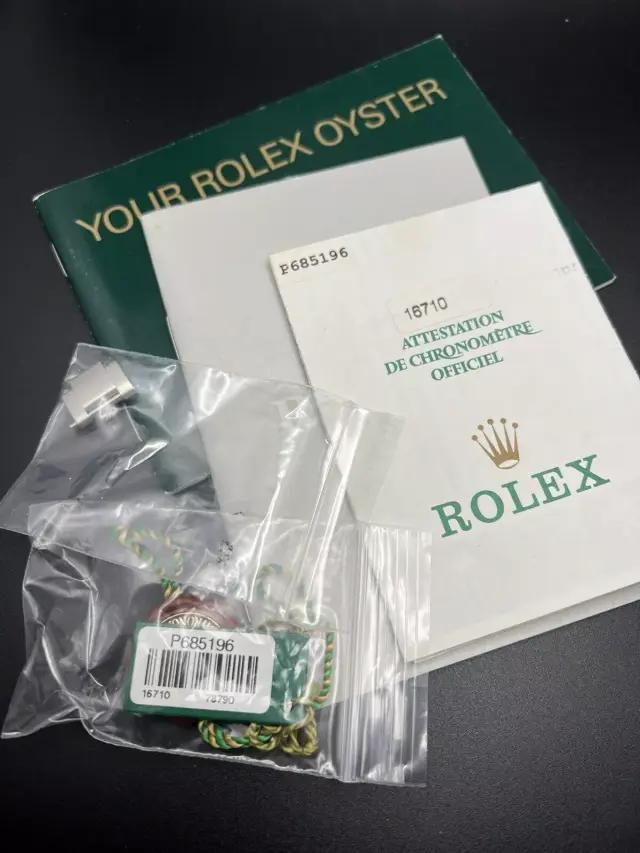 YOUR ROLEX OYSTER
P685196
16710
ATTESTATION
DE CHRONOMÈTRE
OFFICIEL
ROLEX
P685196
16710 78790